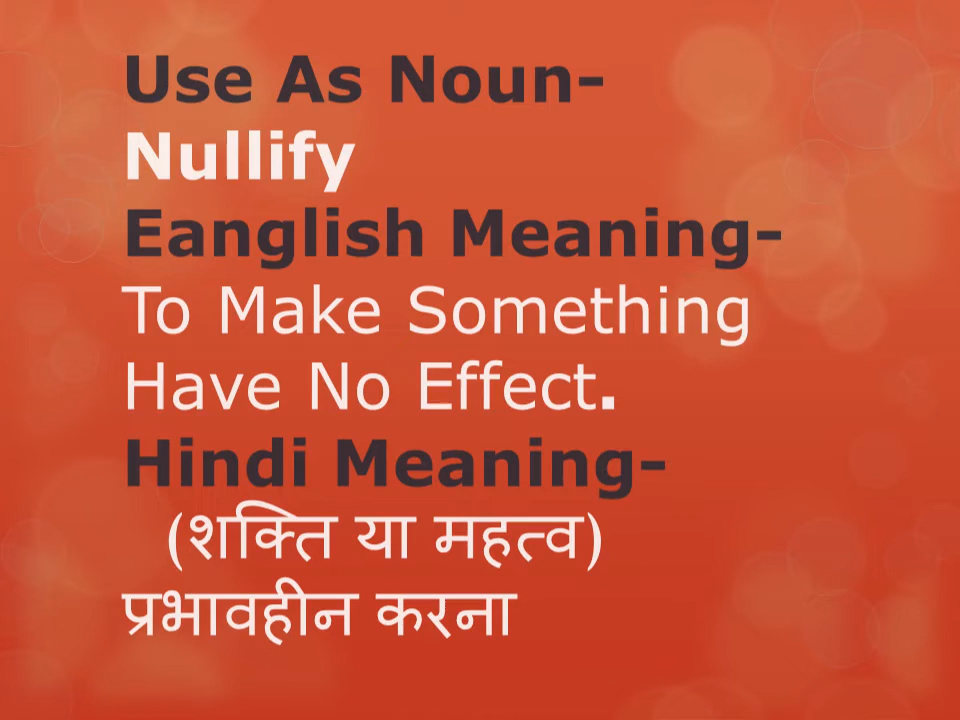 Use As Noun-
Nullify
Eanglish Meaning-
To Make Something
Have No Effect.
Hindi Meaning-
(शक्ति या महत्व)
प्रभावहीन करना